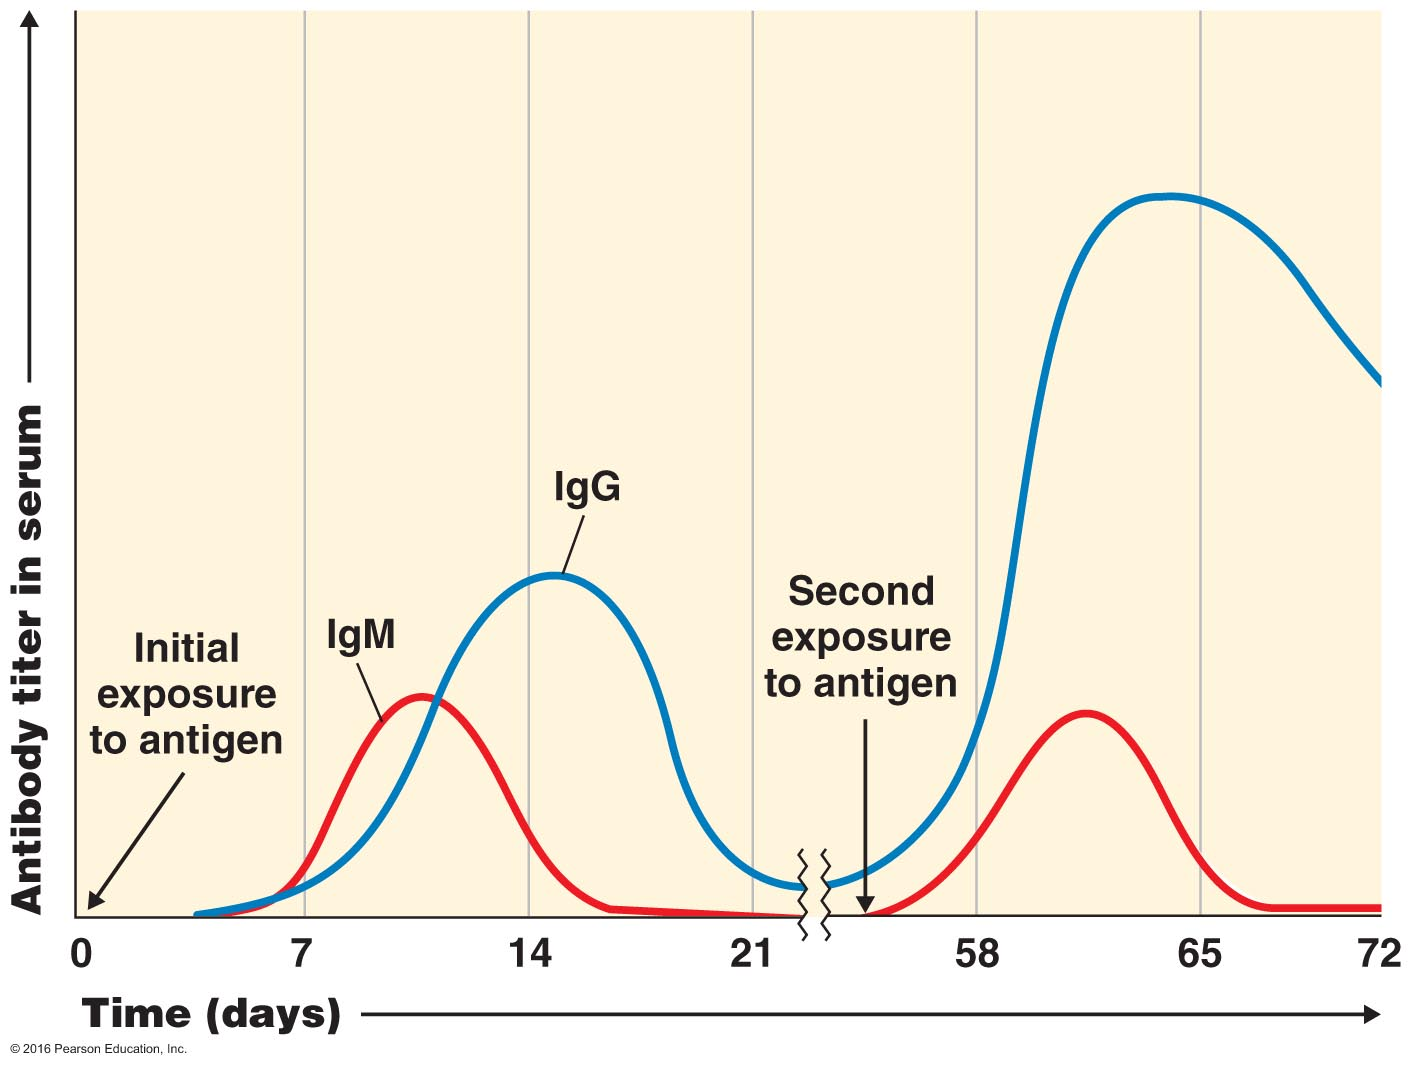 Antibody titer in serum
IgG
IgM
Initial
exposure
to antigen
Second
exposure
to antigen
0 7 14 21 58 65 72
Time (days)
© 2016 Pearson Education, Inc.